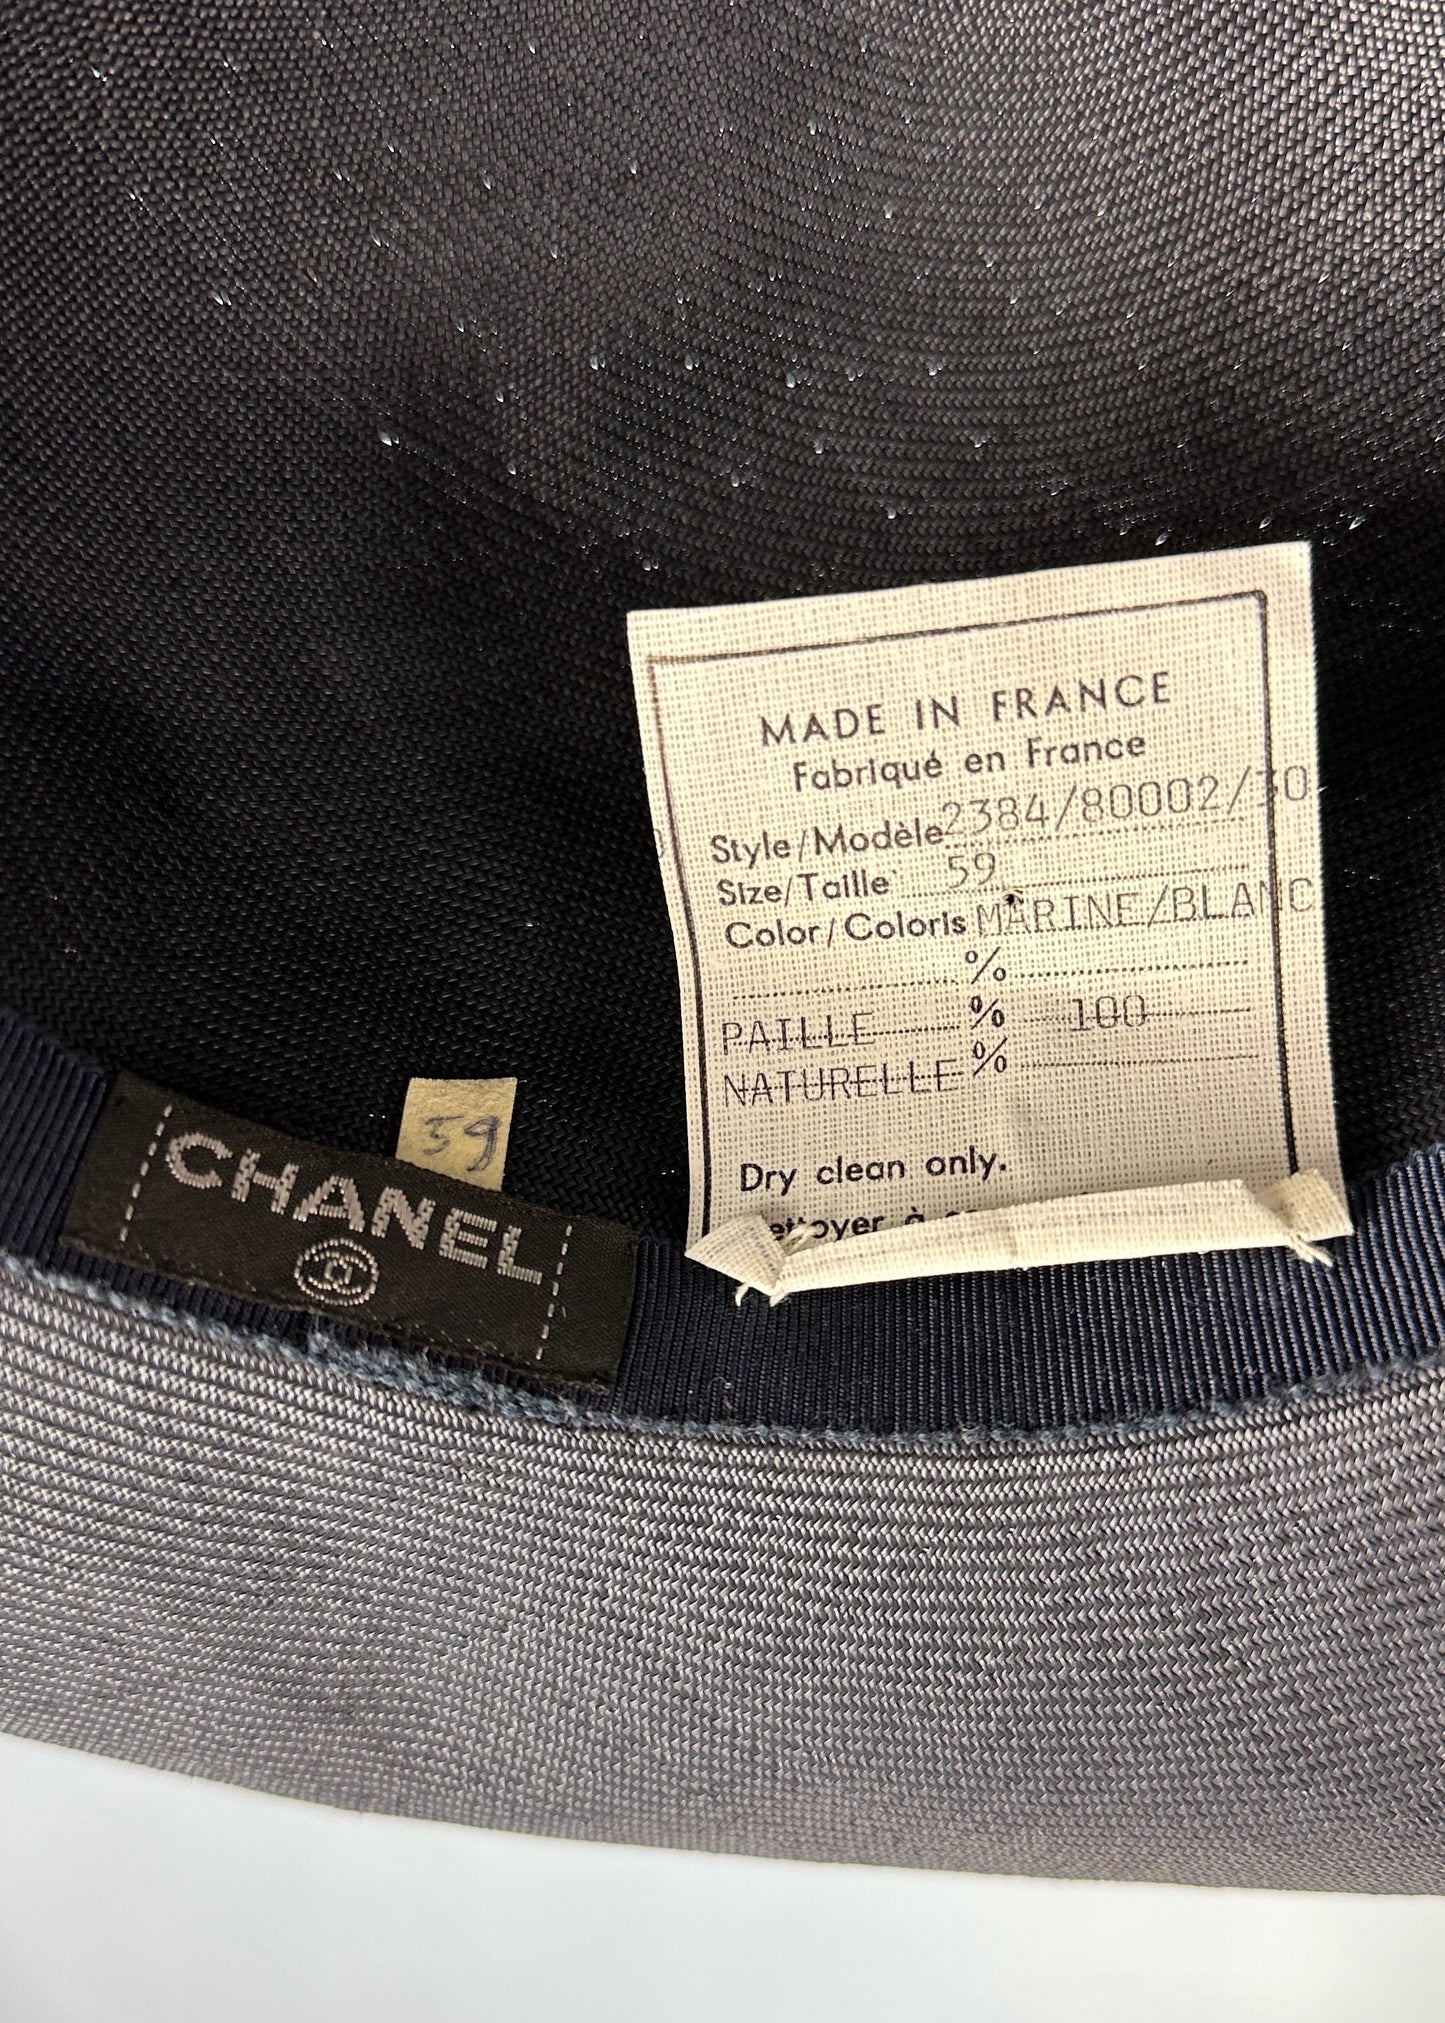 MADE IN FRANCE
Fabriqué en France
Style/Modèle 2384/80002/30
Size/Taille 59
Color/Coloris MARINE/BLANC
%
PAILLE % 100
NATURELLE %
Dry clean only.
à
59
CHANEL